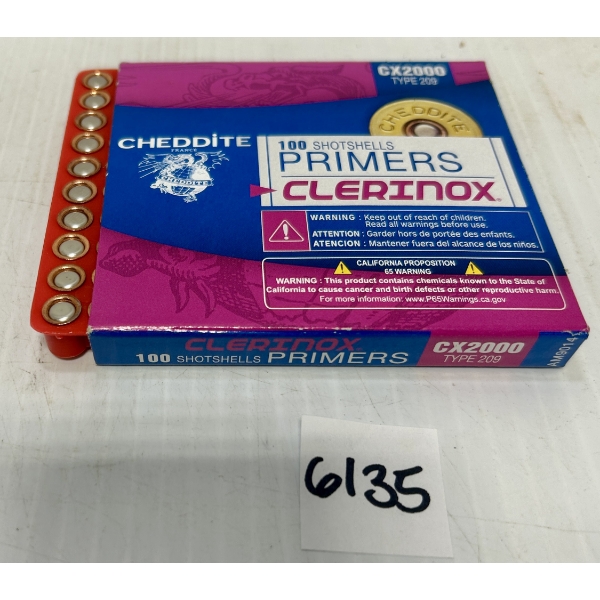 CX2000
TYPE 209
CHEDDITE
CHEDDITE
FRANCE
CHEDDITE
100 SHOTSHELLS
PRIMERS
CLERINOX
WARNING : Keep out of reach of children.
Read all warnings before use.
ATTENTION : Garder hors de portée des enfants.
ATENCION : Mantener fuera del alcance de los niños.
CALIFORNIA PROPOSITION
65 WARNING
WARNING : This product contains chemicals known to the State of
California to cause cancer and birth defects or other reproductive harm.
For more information: www.P65Warnings.ca.gov
CLERINOX
100 SHOTSHELLS PRIMERS
CX2000
TYPE 209
AM9014
6135